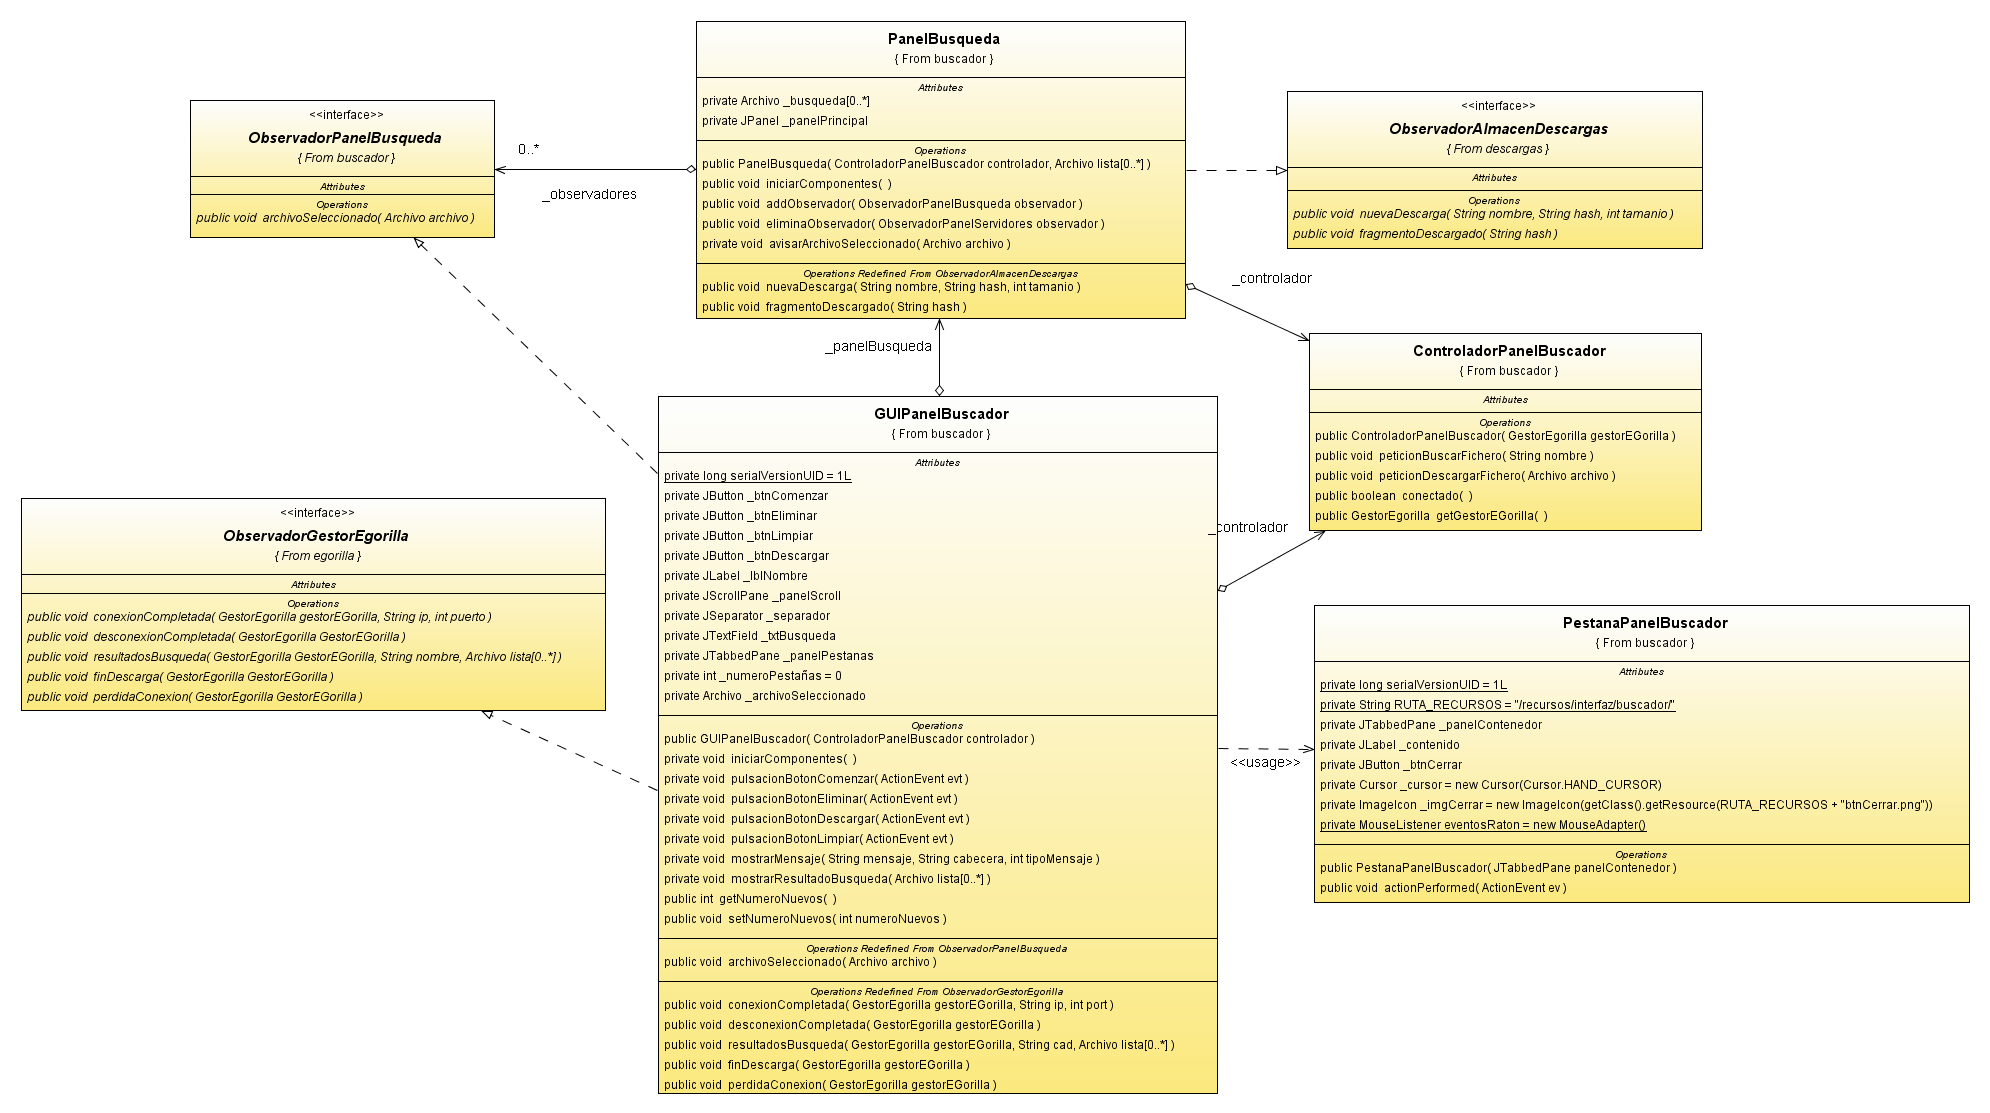 PanelBusqueda
{ From buscador }
Attributes
private Archivo _busqueda[0..*]
private JPanel _panelPrincipal
Operations
public PanelBusqueda( ControladorPanelBuscador controlador, Archivo lista[0..*] )
public void iniciarComponentes( )
public void addObservador( ObservadorPanelBusqueda observador )
public void eliminaObservador( ObservadorPanelServidores observador )
private void avisarArchivoSeleccionado( Archivo archivo )
Operations Redefined From ObservadorAlmacenDescargas
public void nuevaDescarga( String nombre, String hash, int tamanio )
public void fragmentoDescargado( String hash )
<<interface>>
ObservadorPanelBusqueda
{ From buscador }
Attributes
Operations
public void archivoSeleccionado( Archivo archivo )
0..*
_observadores
<<interface>>
ObservadorAlmacenDescargas
{ From descargas }
Attributes
Operations
public void nuevaDescarga( String nombre, String hash, int tamanio )
public void fragmentoDescargado( String hash )
_controlador
_panelBusqueda
ControladorPanelBuscador
{ From buscador }
Attributes
Operations
public ControladorPanelBuscador( GestorEgorilla gestorEGorilla )
public void peticionBuscarFichero( String nombre )
public void peticionDescargarFichero( Archivo archivo )
public boolean conectado( )
public GestorEgorilla getGestorEGorilla( )
GUIPanelBuscador
{ From buscador }
Attributes
private long serialVersionUID = 1L
private JButton _btnComenzar
private JButton _btnEliminar
private JButton _btnLimpiar
private JButton _btnDescargar
private JLabel _lblNombre
private JScrollPane _panelScroll
private JSeparator _separador
private JTextField _txtBusqueda
private JTabbedPane _panelPestanas
private int _numeroPestañas = 0
private Archivo _archivoSeleccionado
Operations
public GUIPanelBuscador( ControladorPanelBuscador controlador )
private void iniciarComponentes( )
private void pulsacionBotonComenzar( ActionEvent evt )
private void pulsacionBotonEliminar( ActionEvent evt )
private void pulsacionBotonDescargar( ActionEvent evt )
private void pulsacionBotonLimpiar( ActionEvent evt )
private void mostrarMensaje( String mensaje, String cabecera, int tipoMensaje )
private void mostrarResultadoBusqueda( Archivo lista[0..*] )
public int getNumeroNuevos( )
public void setNumeroNuevos( int numeroNuevos )
Operations Redefined From ObservadorPanelBusqueda
public void archivoSeleccionado( Archivo archivo )
Operations Redefined From ObservadorGestorEgorilla
public void conexionCompletada( GestorEgorilla gestorEGorilla, String ip, int port )
public void desconexionCompletada( GestorEgorilla gestorEGorilla )
public void resultadosBusqueda( GestorEgorilla gestorEGorilla, String cad, Archivo lista[0..*] )
public void finDescarga( GestorEgorilla gestorEGorilla )
public void perdidaConexion( GestorEgorilla gestorEGorilla )
<<interface>>
ObservadorGestorEgorilla
{ From egorilla }
Attributes
Operations
public void conexionCompletada( GestorEgorilla gestorEGorilla, String ip, int puerto )
public void desconexionCompletada( GestorEgorilla GestorEGorilla )
public void resultadosBusqueda( GestorEgorilla GestorEGorilla, String nombre, Archivo lista[0..*] )
public void finDescarga( GestorEgorilla GestorEGorilla )
public void perdidaConexion( GestorEgorilla GestorEGorilla )
_controlador
<<usage>>
PestanaPanelBuscador
{ From buscador }
Attributes
private long serialVersionUID = 1L
private String RUTA_RECURSOS = "/recursos/interfaz/buscador/"
private JTabbedPane _panelContenedor
private JLabel _contenido
private JButton _btnCerrar
private Cursor _cursor = new Cursor(Cursor.HAND_CURSOR)
private ImageIcon _imgCerrar = new ImageIcon(getClass().getResource(RUTA_RECURSOS + "btnCerrar.png"))
private MouseListener eventosRaton = new MouseAdapter()
Operations
public PestanaPanelBuscador( JTabbedPane panelContenedor )
public void actionPerformed( ActionEvent ev )